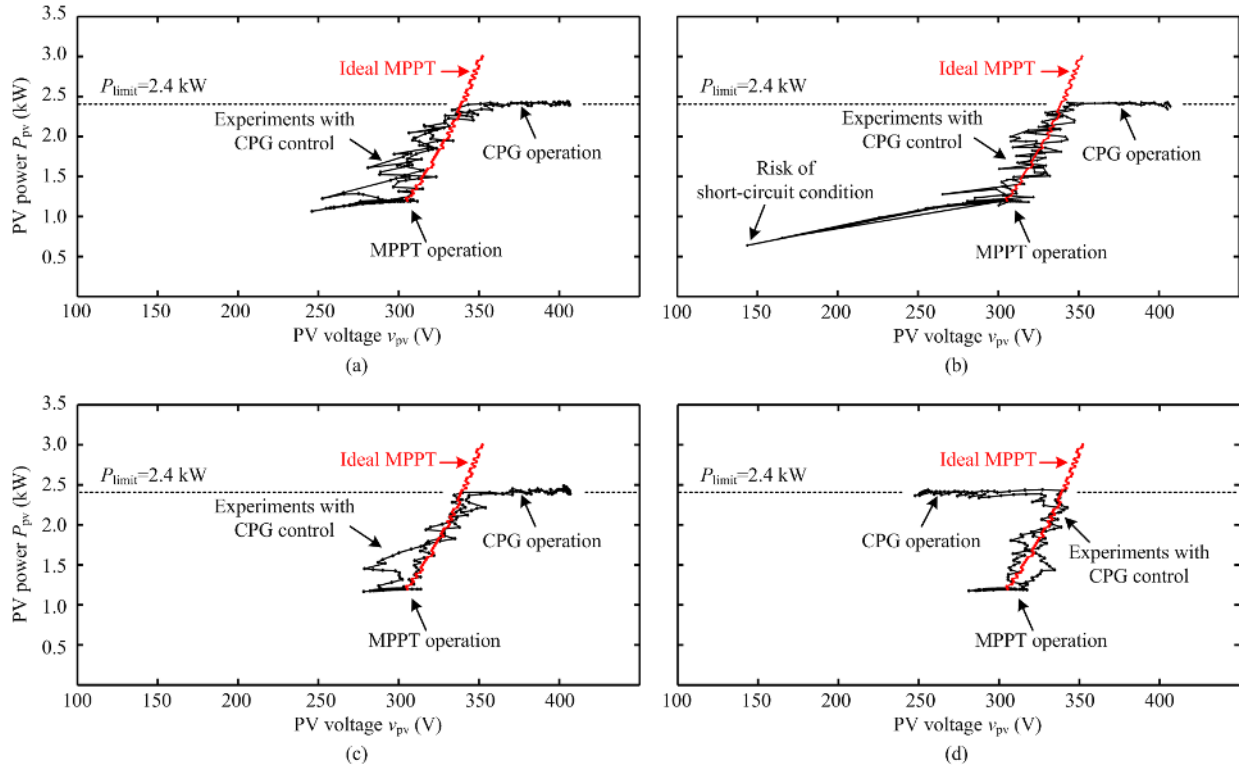 3.5
3.0
2.5
2.0
1.5
1.0
0.5
PV power Ppv (kW)
Plimit=2.4 kW
Ideal MPPT
Experiments with
CPG control
CPG operation
MPPT operation
100 150 200 250 300 350 400
PV voltage vpv (V)
(a)
Plimit=2.4 kW
Ideal MPPT
Experiments with
CPG control
CPG operation
Risk of
short-circuit condition
MPPT operation
100 150 200 250 300 350 400
PV voltage vpv (V)
(b)
3.5
3.0
2.5
2.0
1.5
1.0
0.5
PV power Ppv (kW)
Plimit=2.4 kW
Ideal MPPT
Experiments with
CPG control
CPG operation
MPPT operation
100 150 200 250 300 350 400
PV voltage vpv (V)
(c)
Plimit=2.4 kW
Ideal MPPT
CPG operation
Experiments with
CPG control
MPPT operation
100 150 200 250 300 350 400
PV voltage vpv (V)
(d)